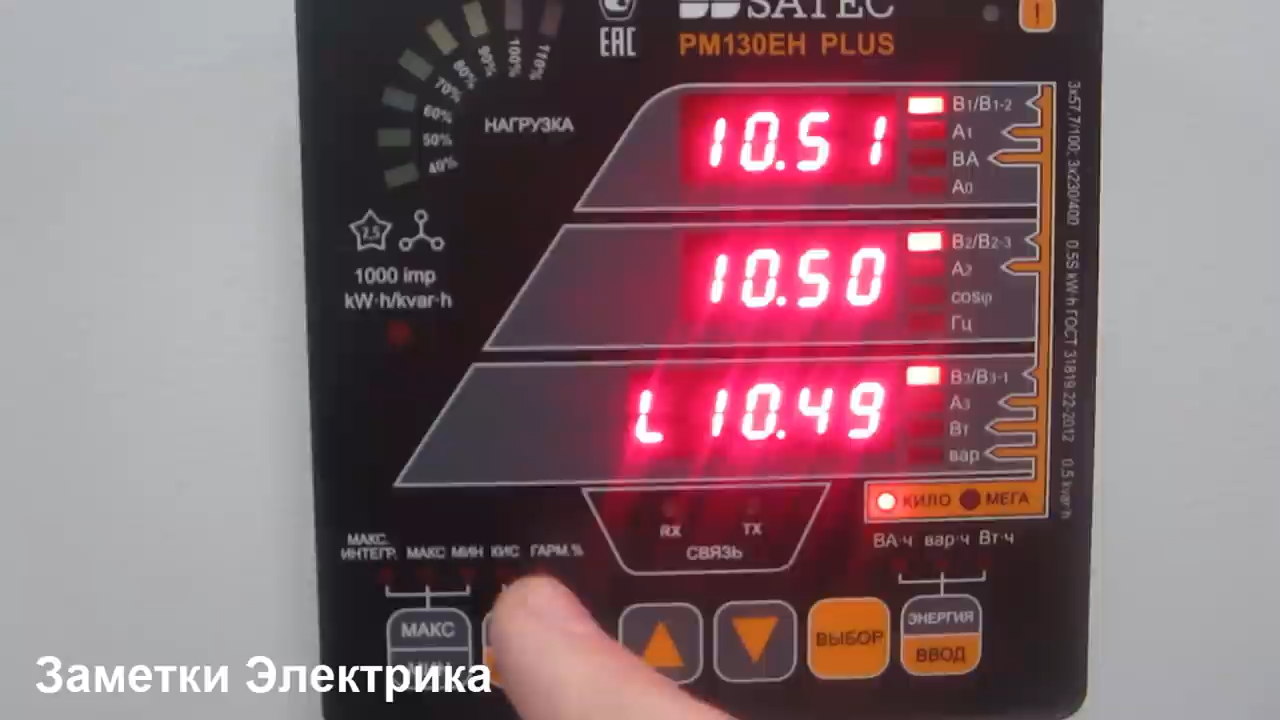 SATEC
EAC
PM130EH PLUS
!
40%
50%
60%
70%
80%
90%
100%
110%
НАГРУЗКА
10.51
B1/B1-2
A1
BA
A0
2.5
1000 imp
kW·h/kvar·h
10.50
B2/B2-3
A2
cosφ
Гц
L 10.49
B3/B3-1
A3
Вт
вар
3x57,7/100; 3x230/400 0.5S kW·h ГОСТ 31819.22-2012 0.5 kvar·h
КИЛО МЕГА
RX TX
СВЯЗЬ
ВА·ч вар·ч Вт·ч
МАКС.
ИНТЕГР. МАКС МИН КИС ГАРМ.%
МАКС
ВЫБОР
ЭНЕРГИЯ
ВВОД
Заметки Электрика